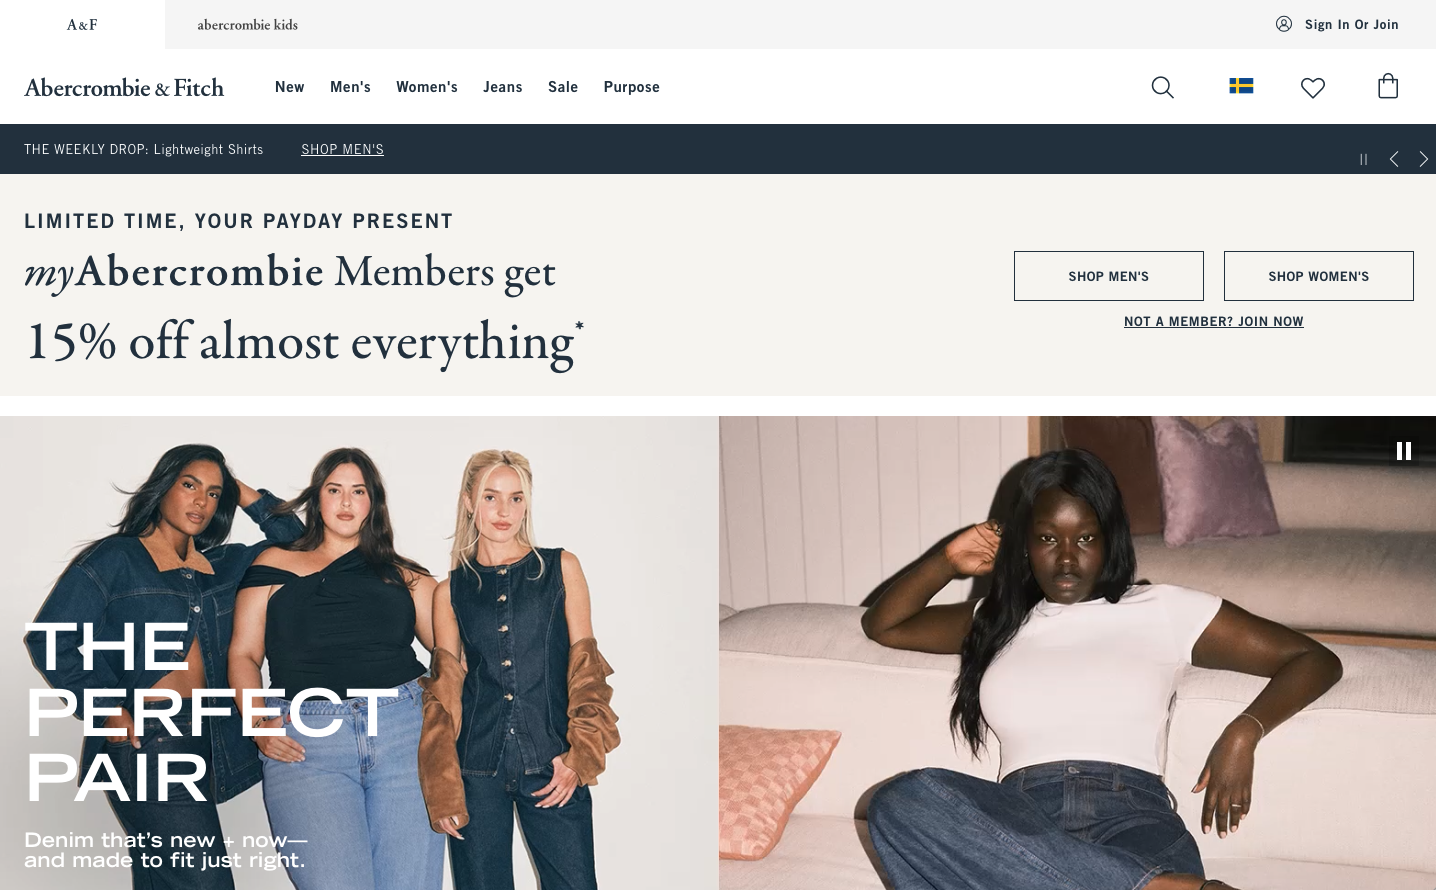 A&F
abercrombie kids
Sign In Or Join
Abercrombie & Fitch
New
Men's
Women's
Jeans
Sale
Purpose
THE WEEKLY DROP: Lightweight Shirts
SHOP MEN'S
LIMITED TIME, YOUR PAYDAY PRESENT
myAbercrombie Members get
15% off almost everything*
SHOP MEN'S
SHOP WOMEN'S
NOT A MEMBER? JOIN NOW
THE
PERFECT
PAIR
Denim that's new + now—
and made to fit just right.